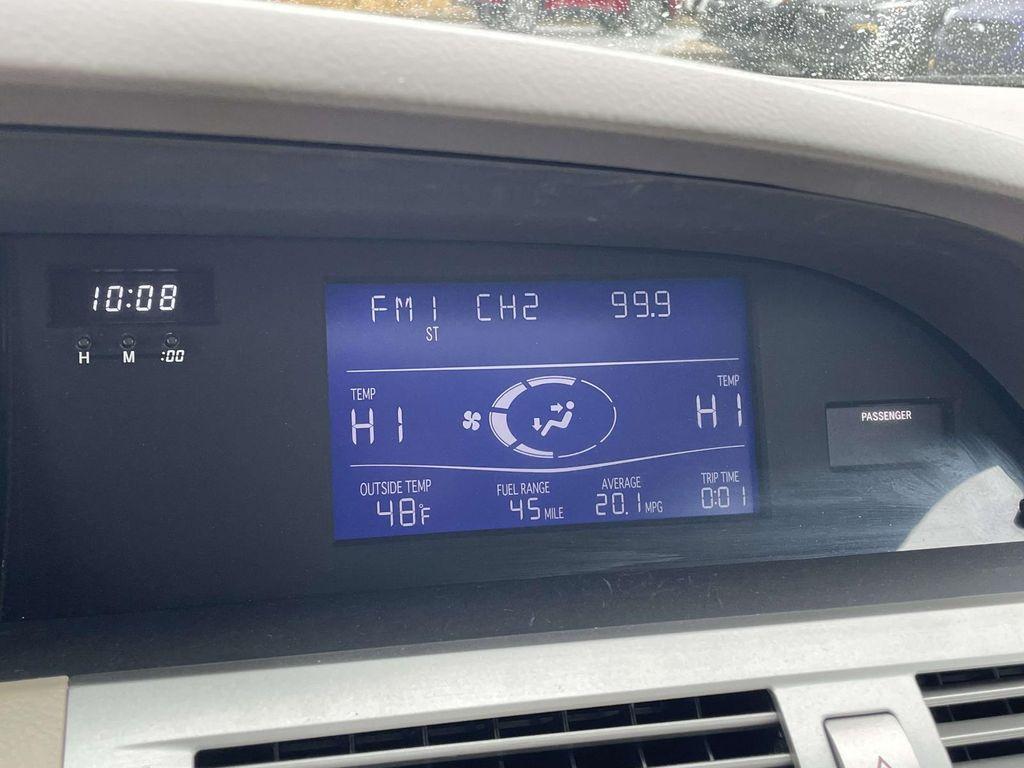 10:08
H M :00
FM1 CH2 99.9
ST
TEMP TEMP
HI HI
OUTSIDE TEMP FUEL RANGE AVERAGE TRIP TIME
48°F 45 MILE 20.1 MPG 0:01
PASSENGER